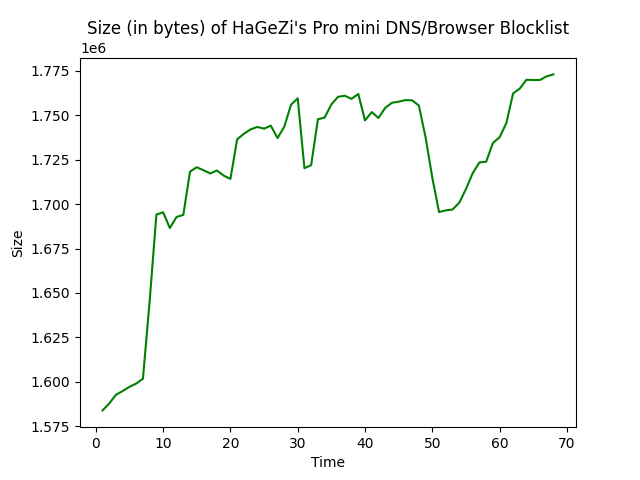 Size (in bytes) of HaGeZi's Pro mini DNS/Browser Blocklist
1e6
1.775
1.750
1.725
1.700
1.675
1.650
1.625
1.600
1.575
Size
0 10 20 30 40 50 60 70
Time